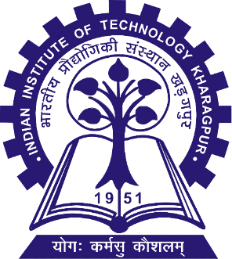 • INDIAN INSTITUTE OF TECHNOLOGY KHARAGPUR •
भारतीय प्रौद्योगिकी संस्थान खड़गपुर
1951
योगः कर्मसु कौशलम्